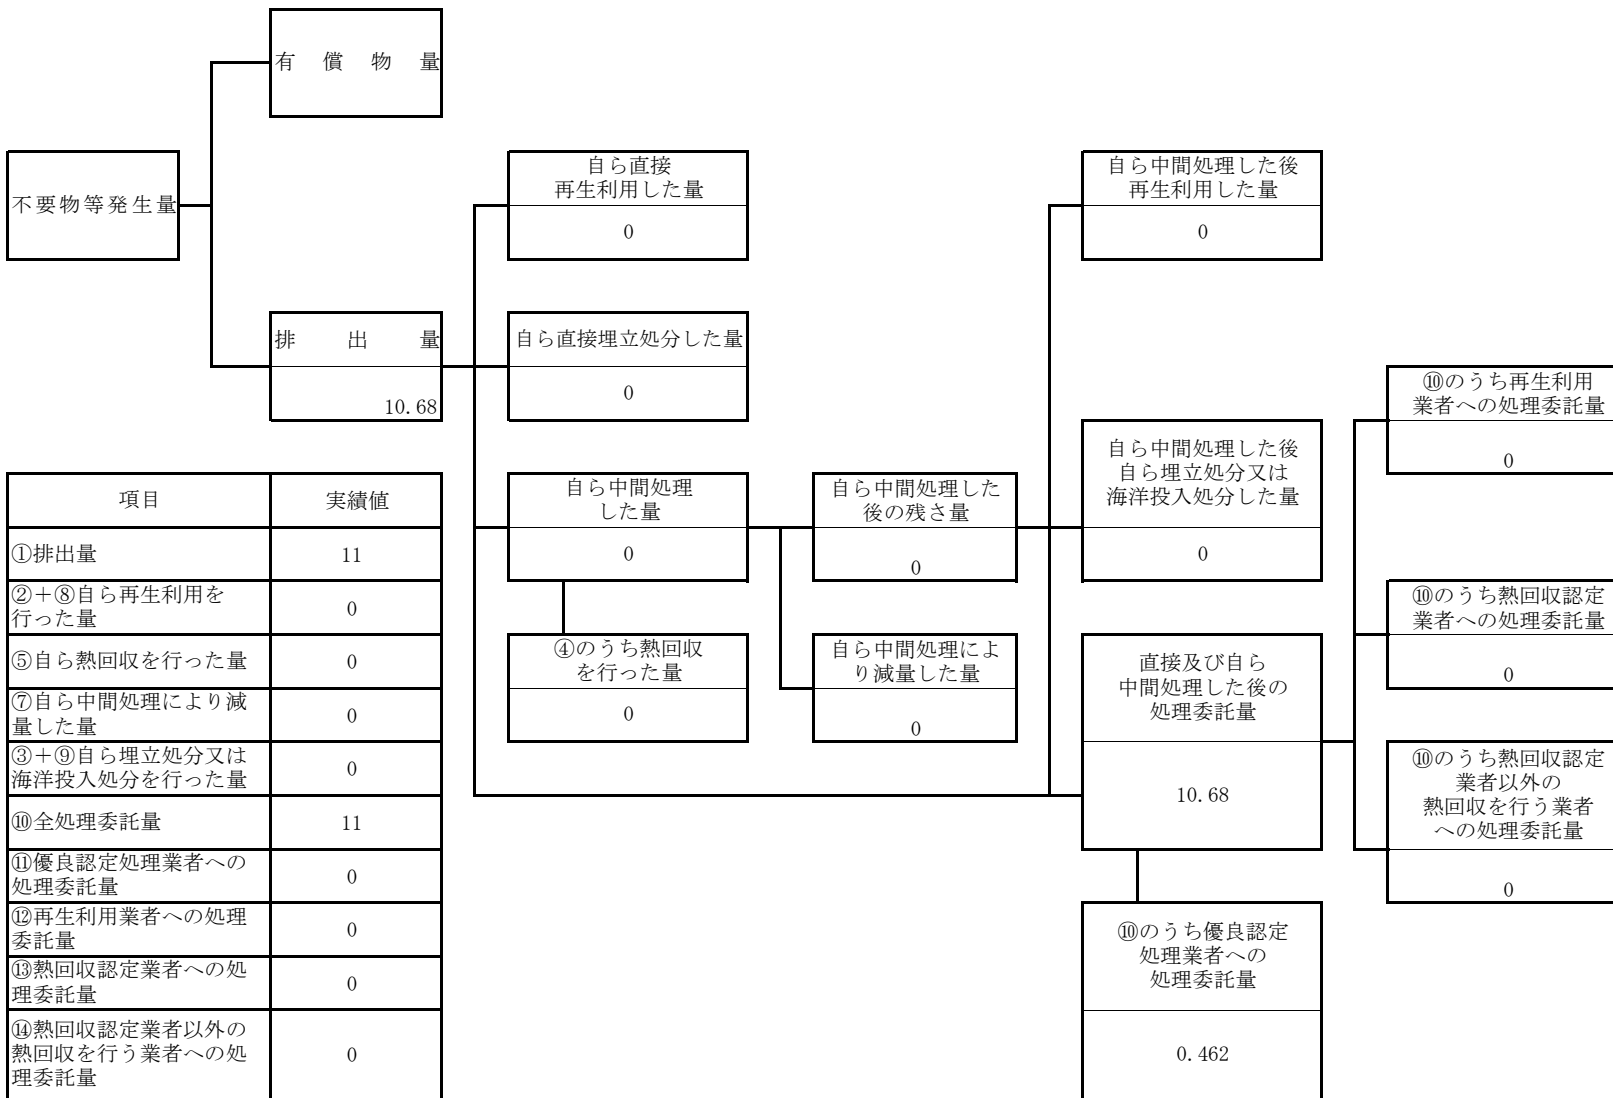 有償物量
不要物等発生量
排出量
10.68
自ら直接
再生利用した量
0
自ら直接埋立処分した量
0
自ら中間処理
した量
0
④のうち熱回収
を行った量
0
自ら中間処理した
後の残さ量
0
自ら中間処理によ
り減量した量
0
自ら中間処理した後
再生利用した量
0
自ら中間処理した後
自ら埋立処分又は
海洋投入処分した量
0
直接及び自ら
中間処理した後の
処理委託量
10.68
⑩のうち優良認定
処理業者への
処理委託量
0.462
⑩のうち再生利用
業者への処理委託量
0
⑩のうち熱回収認定
業者への処理委託量
0
⑩のうち熱回収認定
業者以外の
熱回収を行う業者
への処理委託量
0
項目 実績値
①排出量 11
②+⑧自ら再生利用を
行った量 0
⑤自ら熱回収を行った量 0
⑦自ら中間処理により減
量した量 0
③+⑨自ら埋立処分又は
海洋投入処分を行った量 0
⑩全処理委託量 11
⑪優良認定処理業者への
処理委託量 0
⑫再生利用業者への処理
委託量 0
⑬熱回収認定業者への処
理委託量 0
⑭熱回収認定業者以外の
熱回収を行う業者への処
理委託量 0